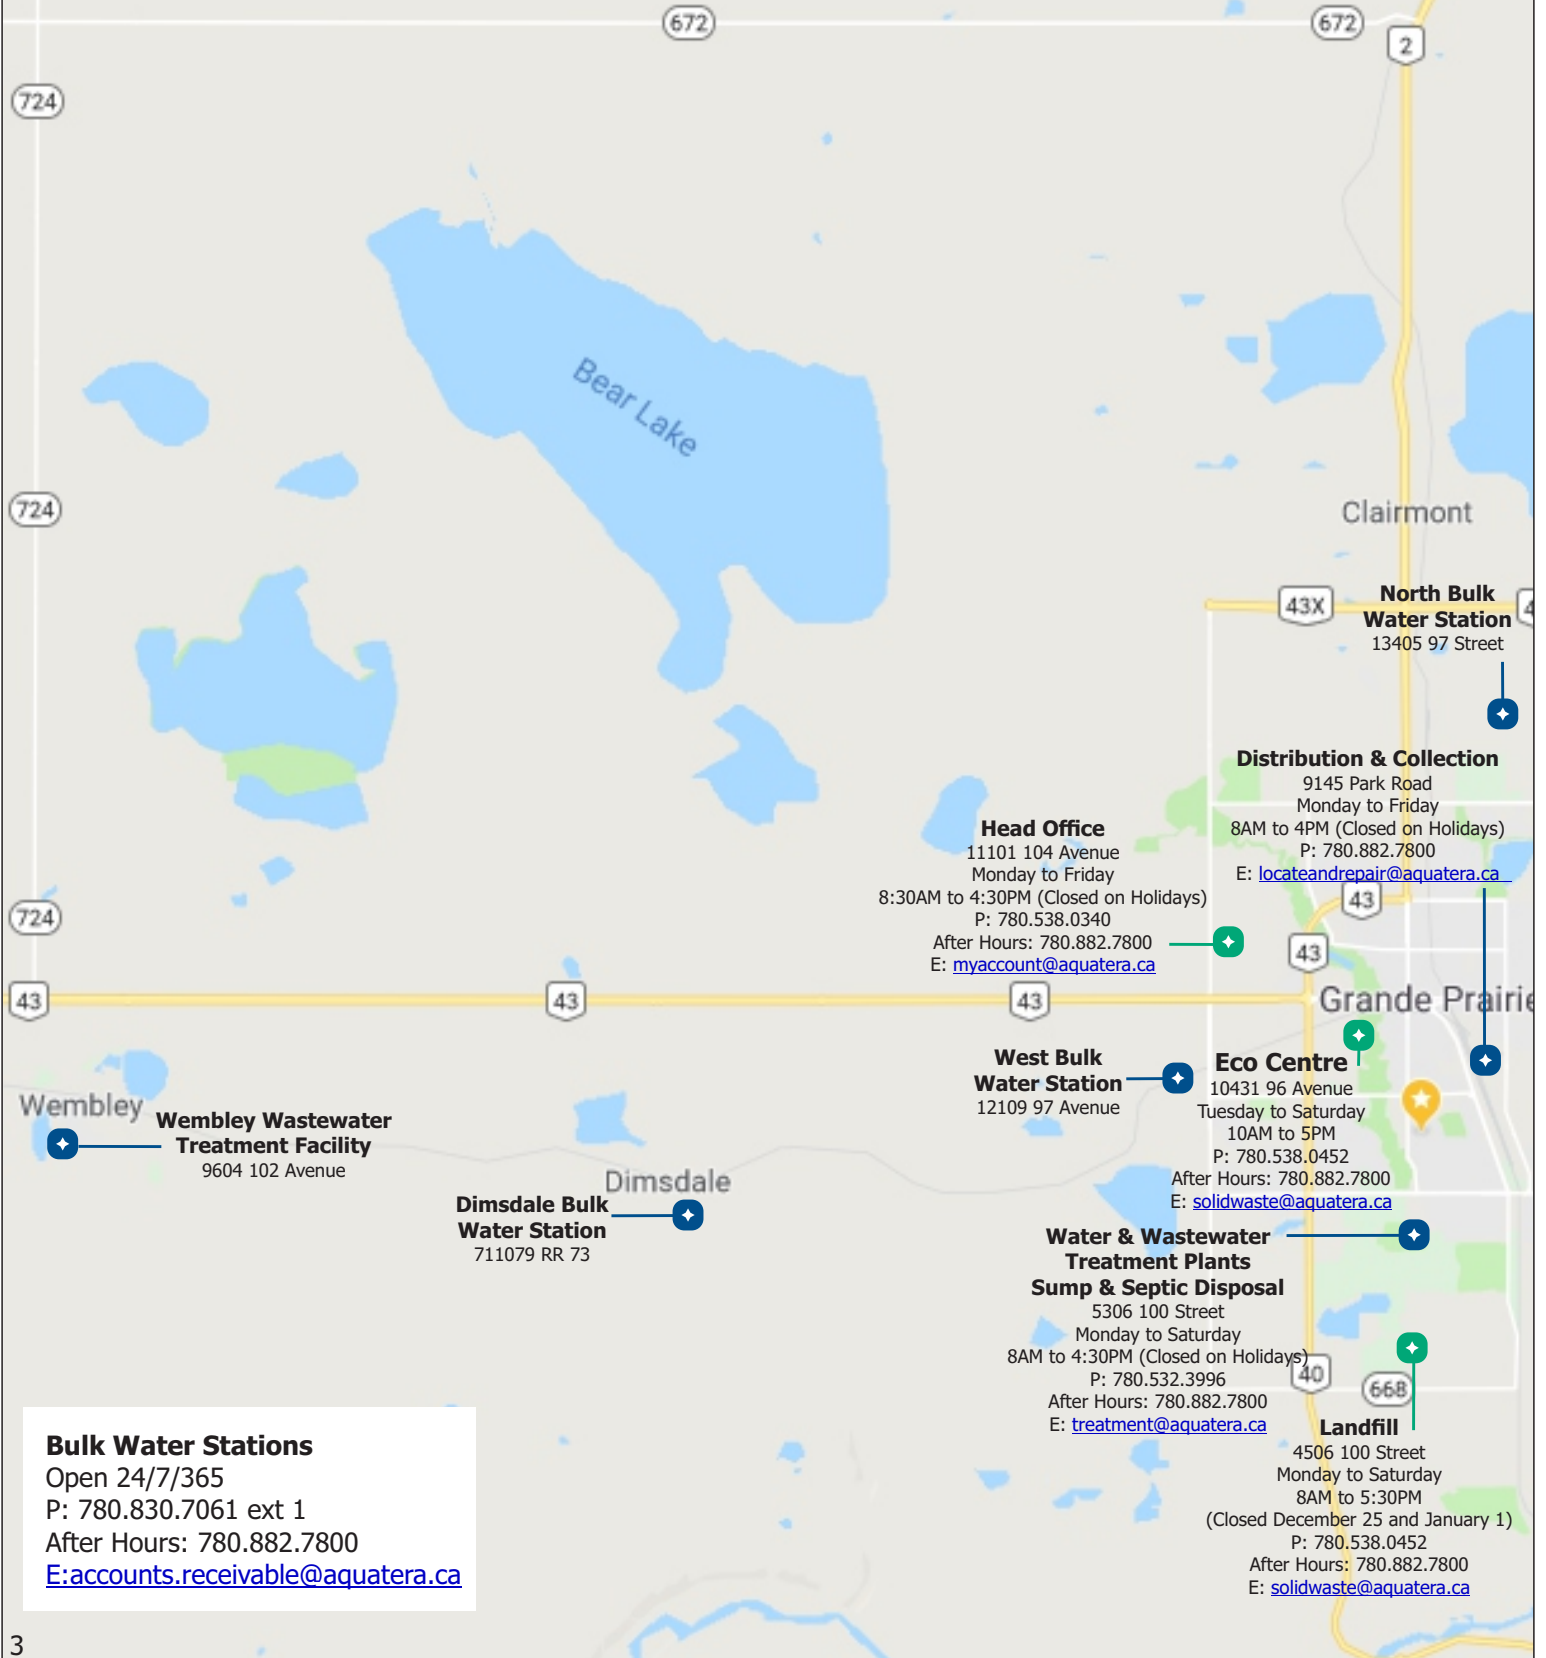 672
672
2
724
Bear Lake
724
Clairmont
43X
4
North Bulk
Water Station
13405 97 Street
Distribution & Collection
9145 Park Road
Monday to Friday
8AM to 4PM (Closed on Holidays)
P: 780.882.7800
E: locateandrepair@aquatera.ca
Head Office
11101 104 Avenue
Monday to Friday
8:30AM to 4:30PM (Closed on Holidays)
P: 780.538.0340
After Hours: 780.882.7800
E: myaccount@aquatera.ca
724
43
43
43
43
43
Grande Prairie
West Bulk
Water Station
12109 97 Avenue
Eco Centre
10431 96 Avenue
Tuesday to Saturday
10AM to 5PM
P: 780.538.0452
After Hours: 780.882.7800
E: solidwaste@aquatera.ca
Wembley
Wembley Wastewater
Treatment Facility
9604 102 Avenue
Dimsdale
Dimsdale Bulk
Water Station
711079 RR 73
Water & Wastewater
Treatment Plants
Sump & Septic Disposal
5306 100 Street
Monday to Saturday
8AM to 4:30PM (Closed on Holidays)
P: 780.532.3996
After Hours: 780.882.7800
E: treatment@aquatera.ca
40
668
Landfill
4506 100 Street
Monday to Saturday
8AM to 5:30PM
(Closed December 25 and January 1)
P: 780.538.0452
After Hours: 780.882.7800
E: solidwaste@aquatera.ca
Bulk Water Stations
Open 24/7/365
P: 780.830.7061 ext 1
After Hours: 780.882.7800
E:accounts.receivable@aquatera.ca
3